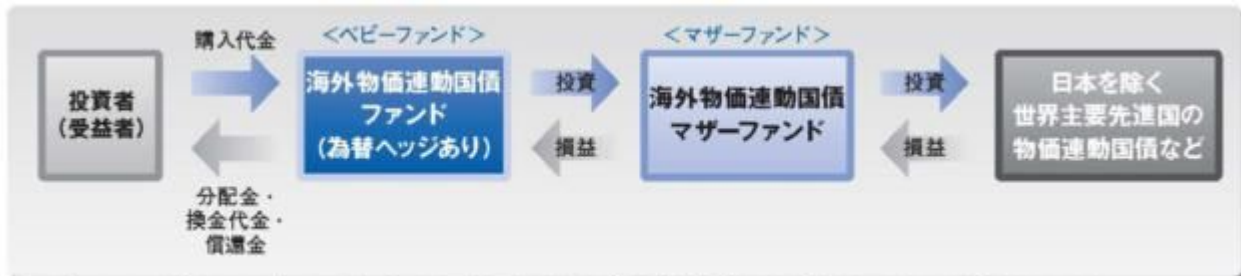 購入代金
＜ベビーファンド＞
＜マザーファンド＞
投資者
（受益者）
海外物価連動国債
ファンド
（為替ヘッジあり）
投資
損益
海外物価連動国債
マザーファンド
投資
損益
日本を除く
世界主要先進国の
物価連動国債など
分配金・
換金代金・
償還金